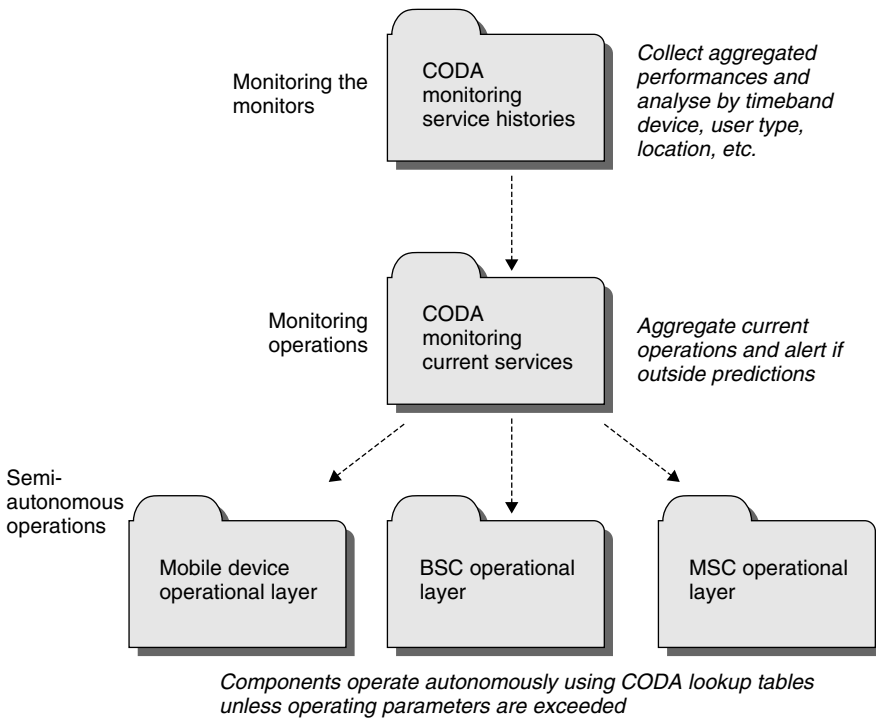 Monitoring the
monitors
CODA
monitoring
service histories
Collect aggregated
performances and
analyse by timeband
device, user type,
location, etc.
Monitoring
operations
CODA
monitoring
current services
Aggregate current
operations and alert if
outside predictions
Semi-
autonomous
operations
Mobile device
operational layer
BSC operational
layer
MSC operational
layer
Components operate autonomously using CODA lookup tables
unless operating parameters are exceeded